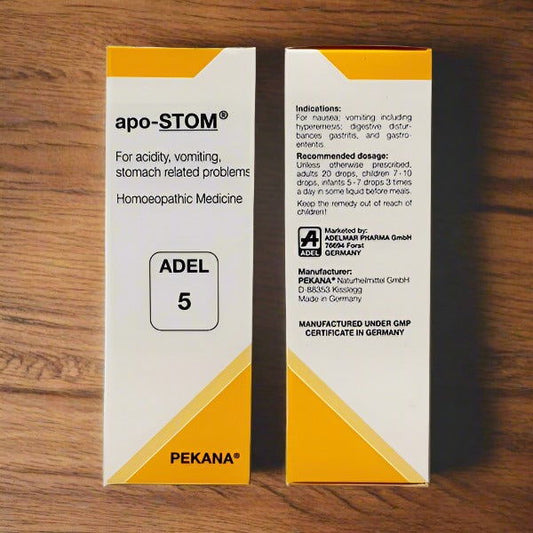 apo-STOM®
For acidity, vomiting,
stomach related problems
Homoeopathic Medicine
ADEL
5
PEKANA®
Indications:
For nausea; vomiting including
hyperemesis; digestive distur-
bances gastritis, and gastro-
ententis.
Recommended dosage:
Unless otherwise prescribed,
adults 20 drops, children 7-10
drops, infants 5-7 drops 3 times
a day in some liquid before meals.
Keep the remedy out of reach of
children!
A
ADEL
Marketed by:
ADELMAR PHARMA GmbH
76694 Forst
GERMANY
Manufacturer:
PEKANA® Naturheilmittel GmbH
D-88353 Kisslegg
Made in Germany
MANUFACTURED UNDER GMP
CERTIFICATE IN GERMANY